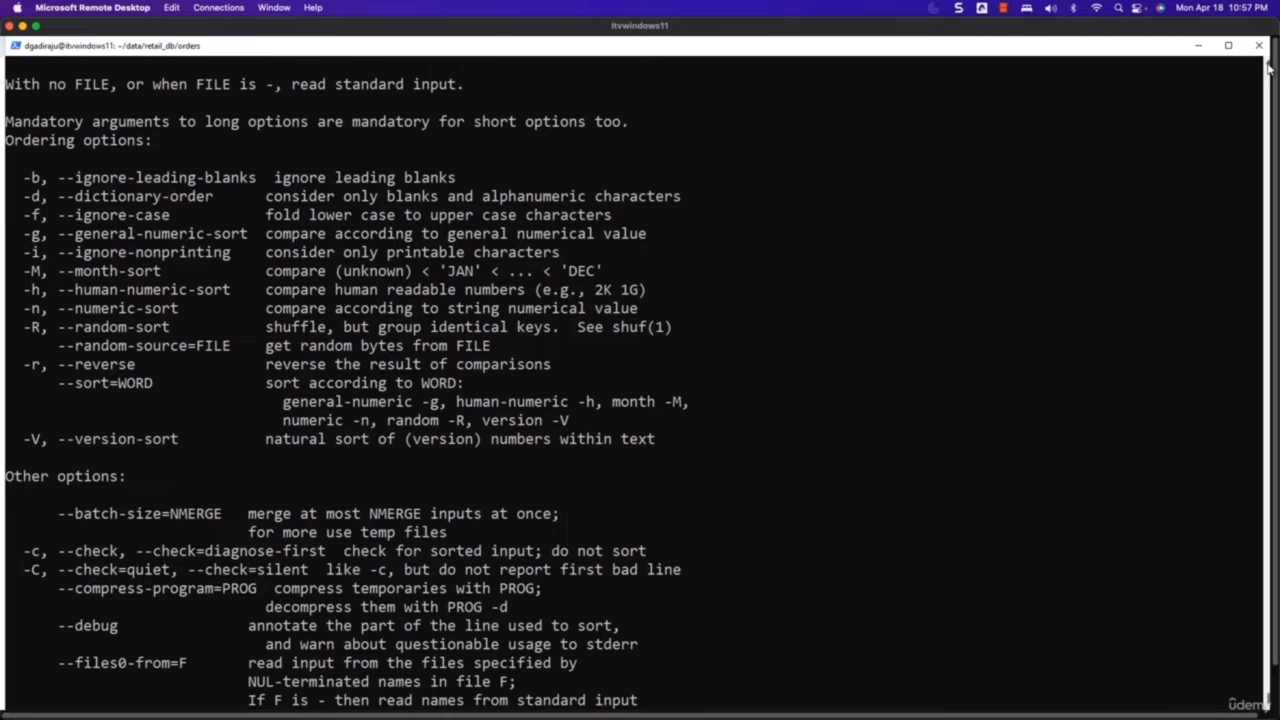 Microsoft Remote Desktop Edit Connections Window Help Mon Apr 18 10:57 PM
itvwindows11
dgadiraju@itvwindows11: ~/data/retail_db/orders
With no FILE, or when FILE is -, read standard input.
Mandatory arguments to long options are mandatory for short options too.
Ordering options:
-b, --ignore-leading-blanks  ignore leading blanks
-d, --dictionary-order      consider only blanks and alphanumeric characters
-f, --ignore-case           fold lower case to upper case characters
-g, --general-numeric-sort  compare according to general numerical value
-i, --ignore-nonprinting    consider only printable characters
-M, --month-sort            compare (unknown) < 'JAN' < ... < 'DEC'
-h, --human-numeric-sort    compare human readable numbers (e.g., 2K 1G)
-n, --numeric-sort          compare according to string numerical value
-R, --random-sort           shuffle, but group identical keys.  See shuf(1)
--random-source=FILE    get random bytes from FILE
-r, --reverse               reverse the result of comparisons
--sort=WORD             sort according to WORD:
general-numeric -g, human-numeric -h, month -M,
numeric -n, random -R, version -V
-V, --version-sort          natural sort of (version) numbers within text
Other options:
--batch-size=NMERGE   merge at most NMERGE inputs at once;
for more use temp files
-c, --check, --check=diagnose-first  check for sorted input; do not sort
-C, --check=quiet, --check=silent  like -c, but do not report first bad line
--compress-program=PROG  compress temporaries with PROG;
decompress them with PROG -d
--debug               annotate the part of the line used to sort,
and warn about questionable usage to stderr
--files0-from=F       read input from the files specified by
NUL-terminated names in file F;
If F is - then read names from standard input
ûdemy